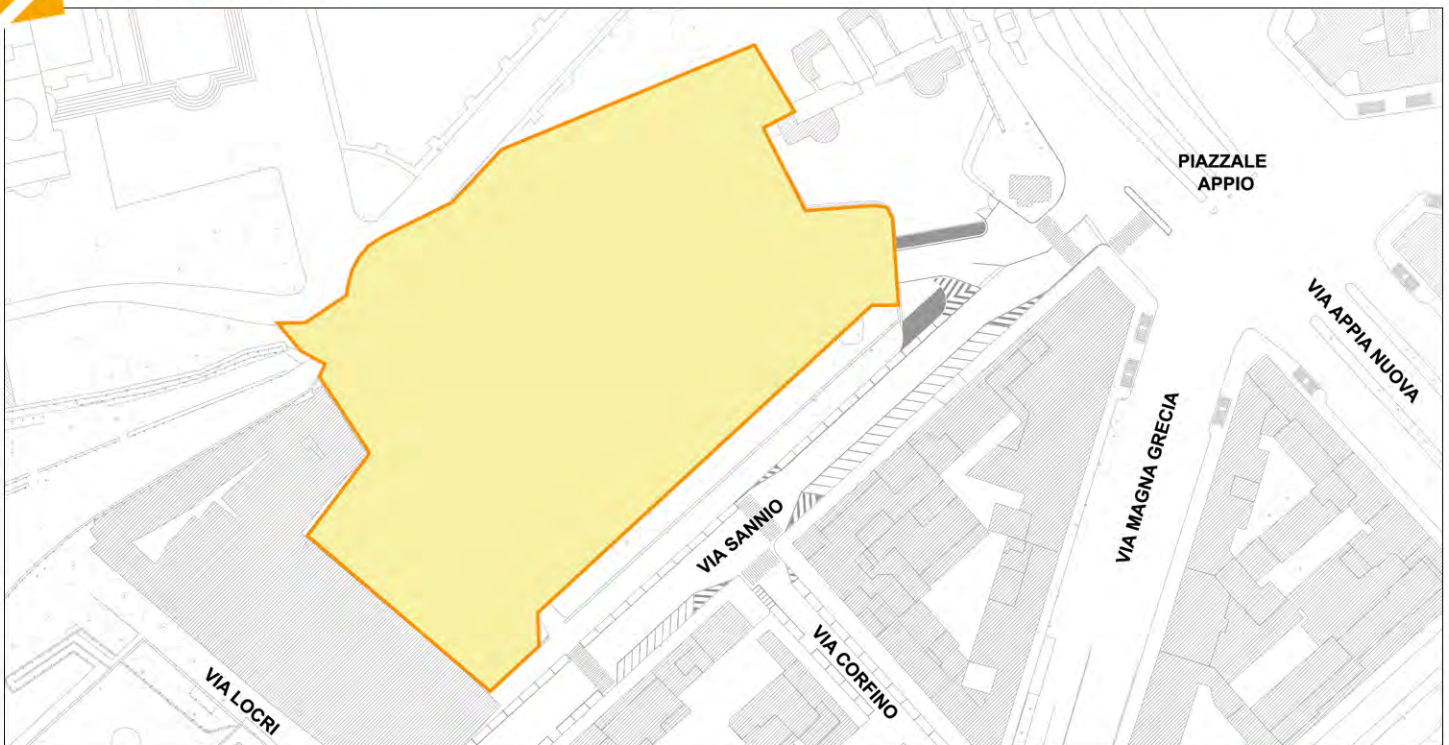 PIAZZALE
APPIO
VIA APPIA NUOVA
VIA MAGNA GRECIA
VIA SANNIO
VIA CORFINO
VIA LOCRI